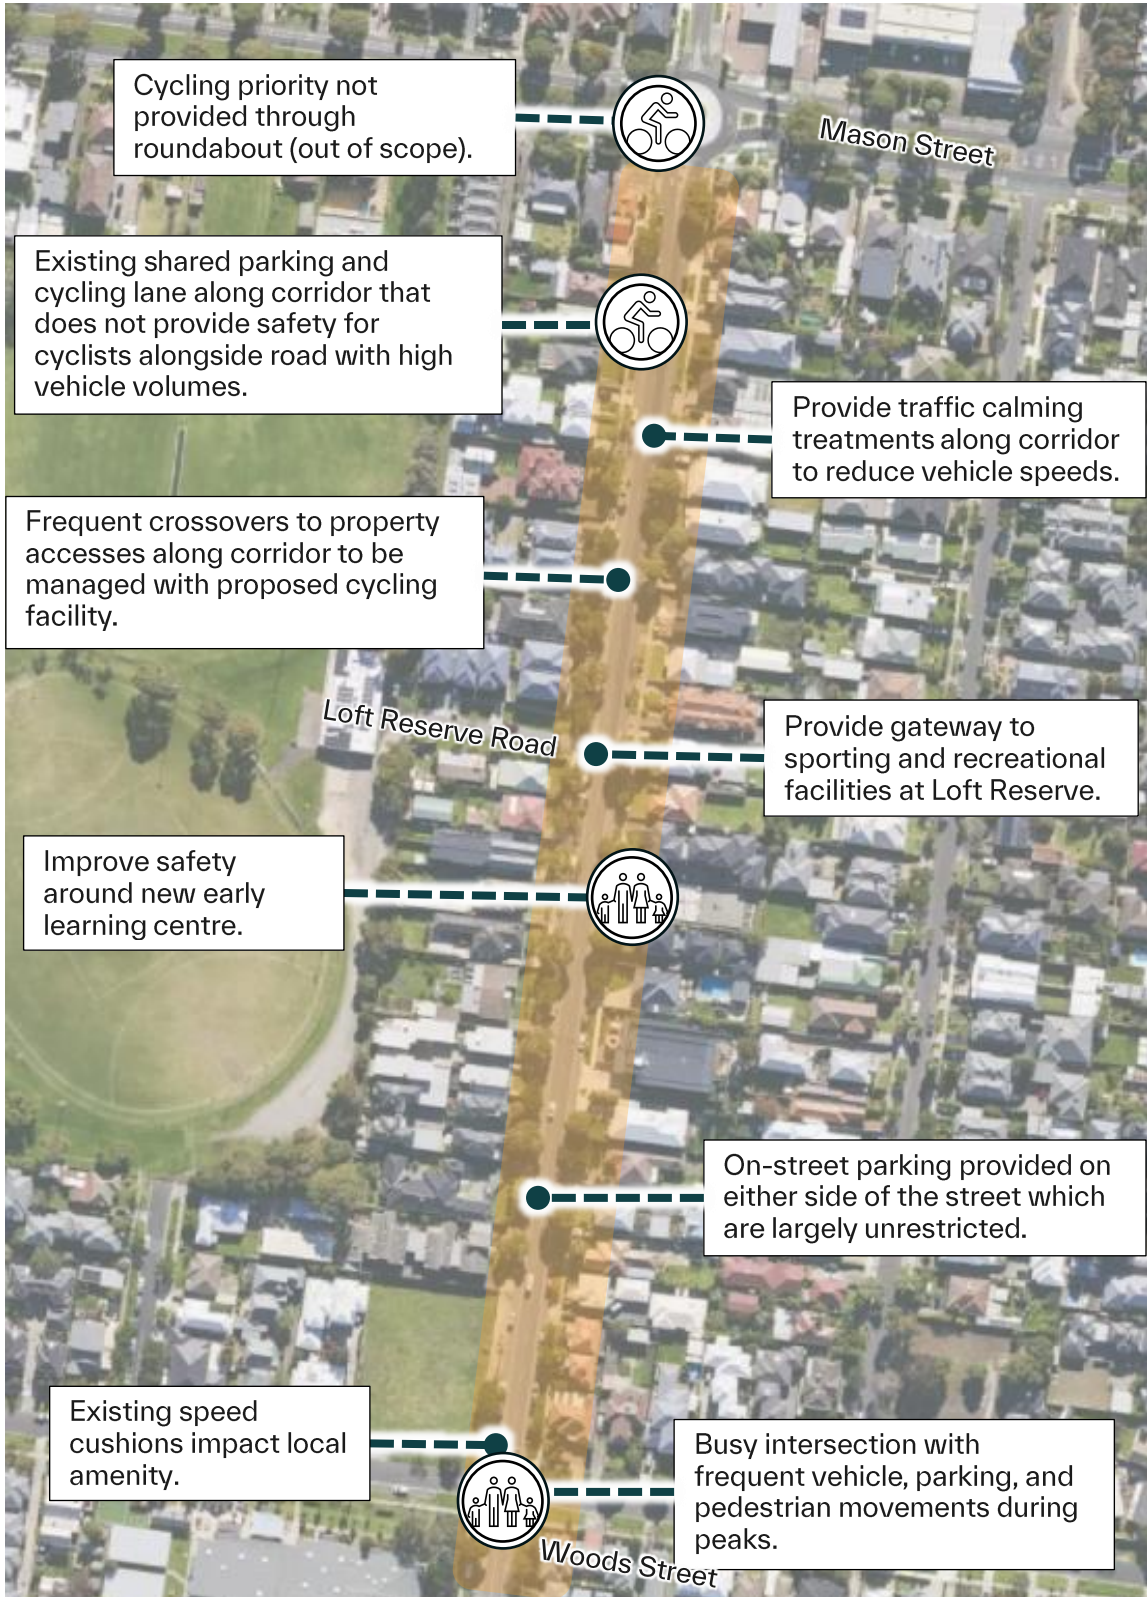 Cycling priority not
provided through
roundabout (out of scope).
Mason Street
Existing shared parking and
cycling lane along corridor that
does not provide safety for
cyclists alongside road with high
vehicle volumes.
Provide traffic calming
treatments along corridor
to reduce vehicle speeds.
Frequent crossovers to property
accesses along corridor to be
managed with proposed cycling
facility.
Loft Reserve Road
Provide gateway to
sporting and recreational
facilities at Loft Reserve.
Improve safety
around new early
learning centre.
On-street parking provided on
either side of the street which
are largely unrestricted.
Existing speed
cushions impact local
amenity.
Busy intersection with
frequent vehicle, parking, and
pedestrian movements during
peaks.
Woods Street